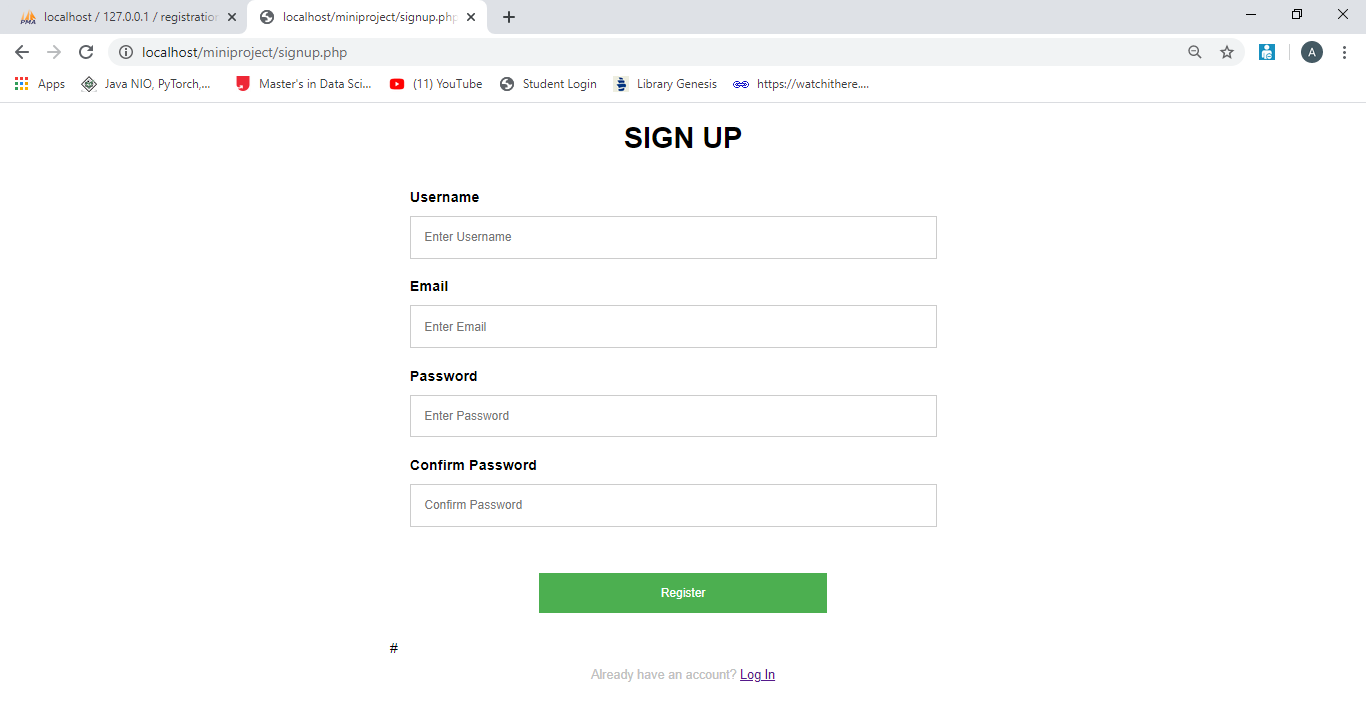 PMA localhost / 127.0.0.1 / registration localhost/miniproject/signup.php
localhost/miniproject/signup.php A
Apps Java NIO, PyTorch,... Master's in Data Sci... (11) YouTube Student Login Library Genesis https://watchithere....
SIGN UP
Username
Enter Username
Email
Enter Email
Password
Enter Password
Confirm Password
Confirm Password
Register
#
Already have an account? Log In